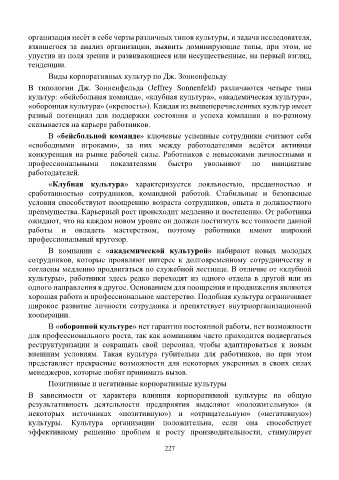 организация несёт в себе черты различных типов культуры, и задача исследователя,
взявшегося за анализ организации, выявить доминирующие типы, при этом, не
упустив из поля зрения и развивающиеся или несущественные, на первый взгляд,
тенденции.
Виды корпоративных культур по Дж. Зонненфельду
В типологии Дж. Зонненфельда (Jeffrey Sonnenfeld) различаются четыре типа
культур: «бейсбольная команда», «клубная культура», «академическая культура»,
«оборонная культура» («крепость»). Каждая из вышеперечисленных культур имеет
разный потенциал для поддержки состояния и успеха компании и по-разному
сказывается на карьере работников.
В «бейсбольной команде» ключевые успешные сотрудники считают себя
«свободными игроками», за них между работодателями ведётся активная
конкуренция на рынке рабочей силы. Работников с невысокими личностными и
профессиональными показателями быстро увольняют по инициативе
работодателей.
«Клубная культура» характеризуется лояльностью, преданностью и
сработанностью сотрудников, командной работой. Стабильные и безопасные
условия способствуют поощрению возраста сотрудников, опыта и должностного
преимущества. Карьерный рост происходит медленно и постепенно. От работника
ожидают, что на каждом новом уровне он должен постигнуть все тонкости данной
работы и овладеть мастерством, поэтому работники имеют широкий
профессиональный кругозор.
В компании с «академической культурой» набирают новых молодых
сотрудников, которые проявляют интерес к долговременному сотрудничеству и
согласны медленно продвигаться по служебной лестнице. В отличие от «клубной
культуры», работники здесь редко переходят из одного отдела в другой или из
одного направления в другое. Основанием для поощрения и продвижения являются
хорошая работа и профессиональное мастерство. Подобная культура ограничивает
широкое развитие личности сотрудника и препятствует внутриорганизационной
кооперации.
В «оборонной культуре» нет гарантии постоянной работы, нет возможности
для профессионального роста, так как компаниям часто приходится подвергаться
реструктуризации и сокращать свой персонал, чтобы адаптироваться к новым
внешним условиям. Такая культура губительна для работников, но при этом
представляет прекрасные возможности для некоторых уверенных в своих силах
менеджеров, которые любят принимать вызов.
Позитивные и негативные корпоративные культуры
В зависимости от характера влияния корпоративной культуры на общую
результативность деятельности предприятия выделяют «положительную» (в
некоторых источниках «позитивную») и «отрицательную» («негативную»)
культуры. Культура организации положительна, если она способствует
эффективному решению проблем и росту производительности, стимулирует
227